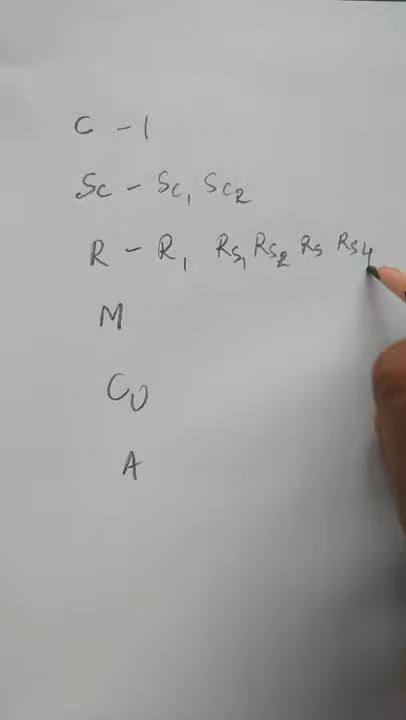 C - 1
Sc - Sc₁ Sc₂
R - R₁ Rs₁ Rs₂ Rs Rs4
M
CU
A